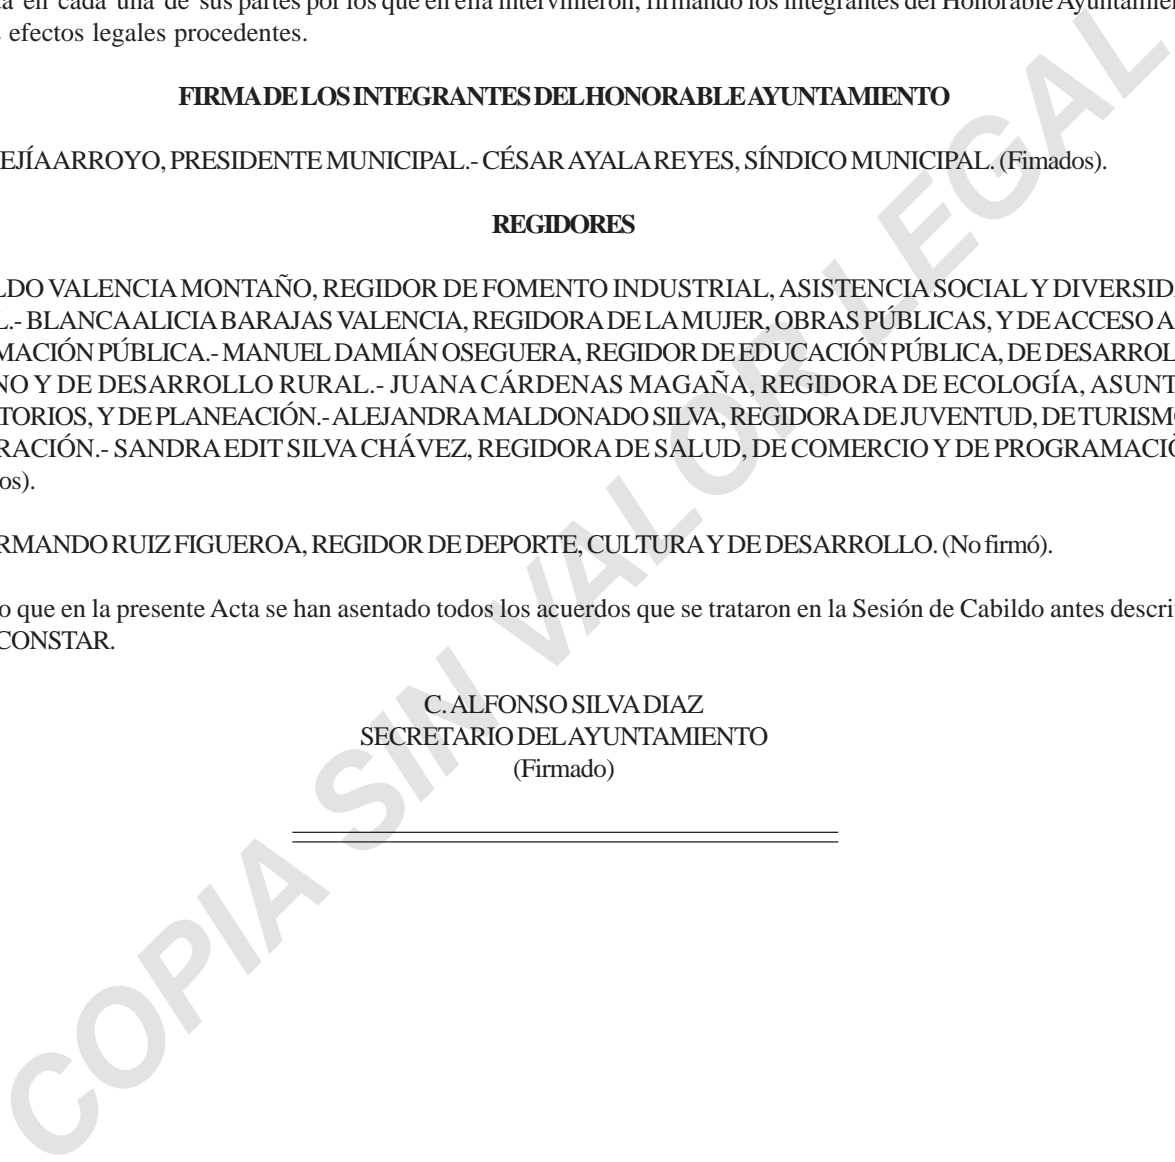 en cada una de sus partes por los que en ella intervinieron, firmando los integrantes del Honorable
efectos legales procedentes.
FIRMA DE LOS INTEGRANTES DEL HONORABLE AYUNTAMIENTO
EJÍA ARROYO, PRESIDENTE MUNICIPAL.- CÉSAR AYALA REYES, SÍNDICO MUNICIPAL. (Fimados).
REGIDORES
LDO VALENCIA MONTAÑO, REGIDOR DE FOMENTO INDUSTRIAL, ASISTENCIA SOCIAL Y DIVERSID
L.- BLANCA ALICIA BARAJAS VALENCIA, REGIDORA DE LA MUJER, OBRAS PÚBLICAS, Y DE ACCESO A
MACIÓN PÚBLICA.- MANUEL DAMIÁN OSEGUERA, REGIDOR DE EDUCACIÓN PÚBLICA, DE DESARROL
NO Y DE DESARROLLO RURAL.- JUANA CÁRDENAS MAGAÑA, REGIDORA DE ECOLOGÍA, ASUNT
TORIOS, Y DE PLANEACIÓN.- ALEJANDRA MALDONADO SILVA, REGIDORA DE JUVENTUD, DE TURISMO
RACIÓN.- SANDRA EDIT SILVA CHÁVEZ, REGIDORA DE SALUD, DE COMERCIO Y DE PROGRAMACIÒ
os).
RMANDO RUIZ FIGUEROA, REGIDOR DE DEPORTE, CULTURA Y DE DESARROLLO. (No firmó).
o que en la presente Acta se han asentado todos los acuerdos que se trataron en la Sesión de Cabildo antes descri
CONSTAR.
C. ALFONSO SILVA DIAZ
SECRETARIO DEL AYUNTAMIENTO
(Firmado)
COPIA SIN VALOR LEGAL